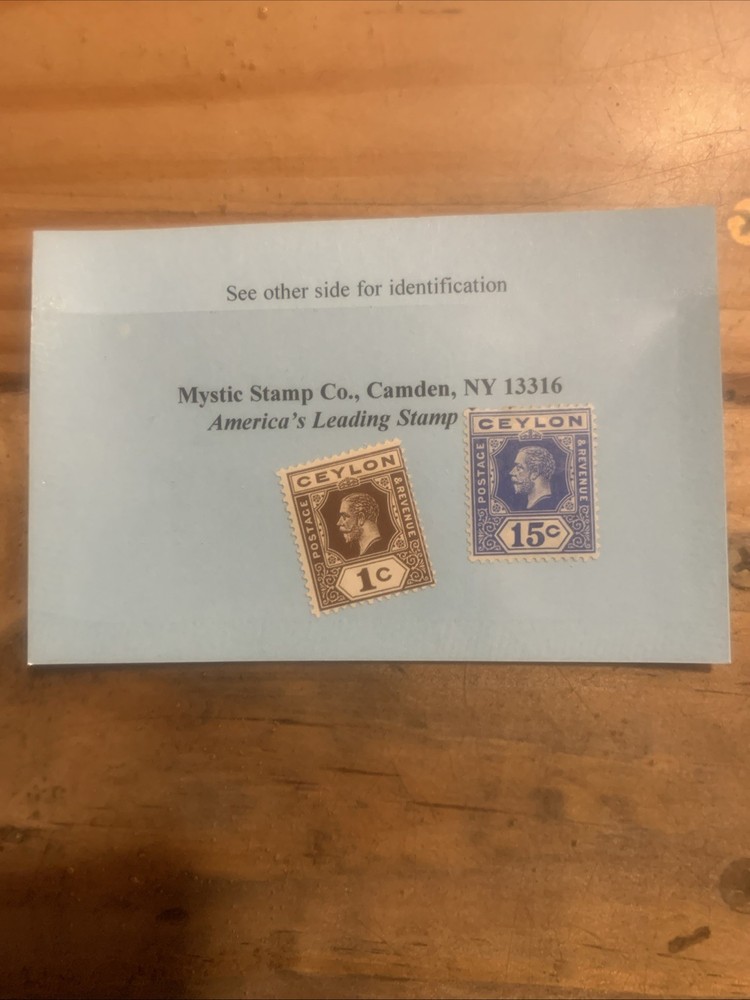 See other side for identification
Mystic Stamp Co., Camden, NY 13316
America's Leading Stamp
CEYLON
POSTAGE
& REVENUE
1C
CEYLON
POSTAGE
& REVENUE
15C